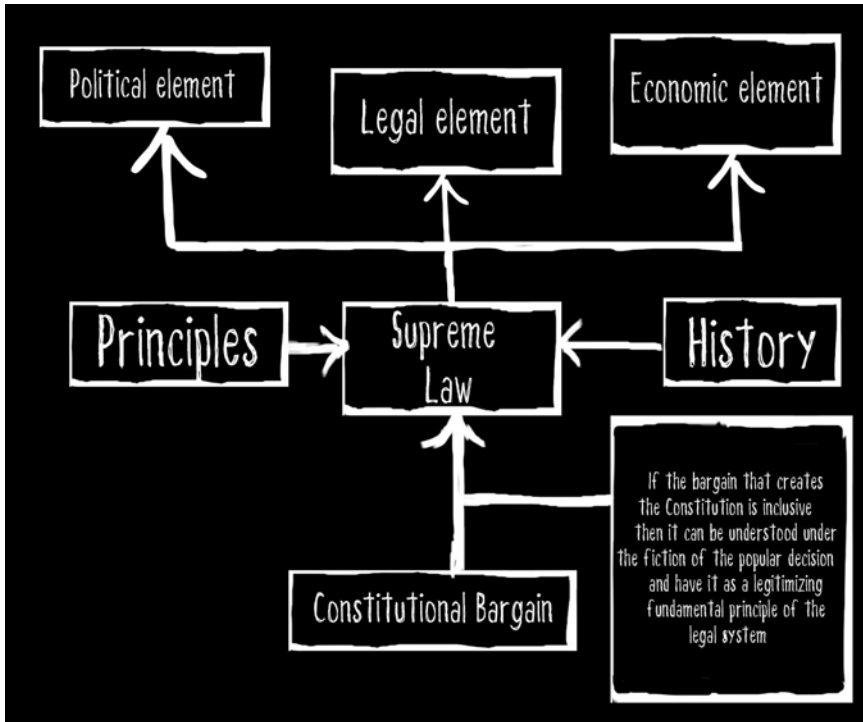 Political element
Legal element
Economic element
Principles
Supreme
Law
History
If the bargain that creates
the Constitution is inclusive
then it can be understood under
the fiction of the popular decision
and have it as a legitimizing
fundamental principle of the
legal system
Constitutional Bargain